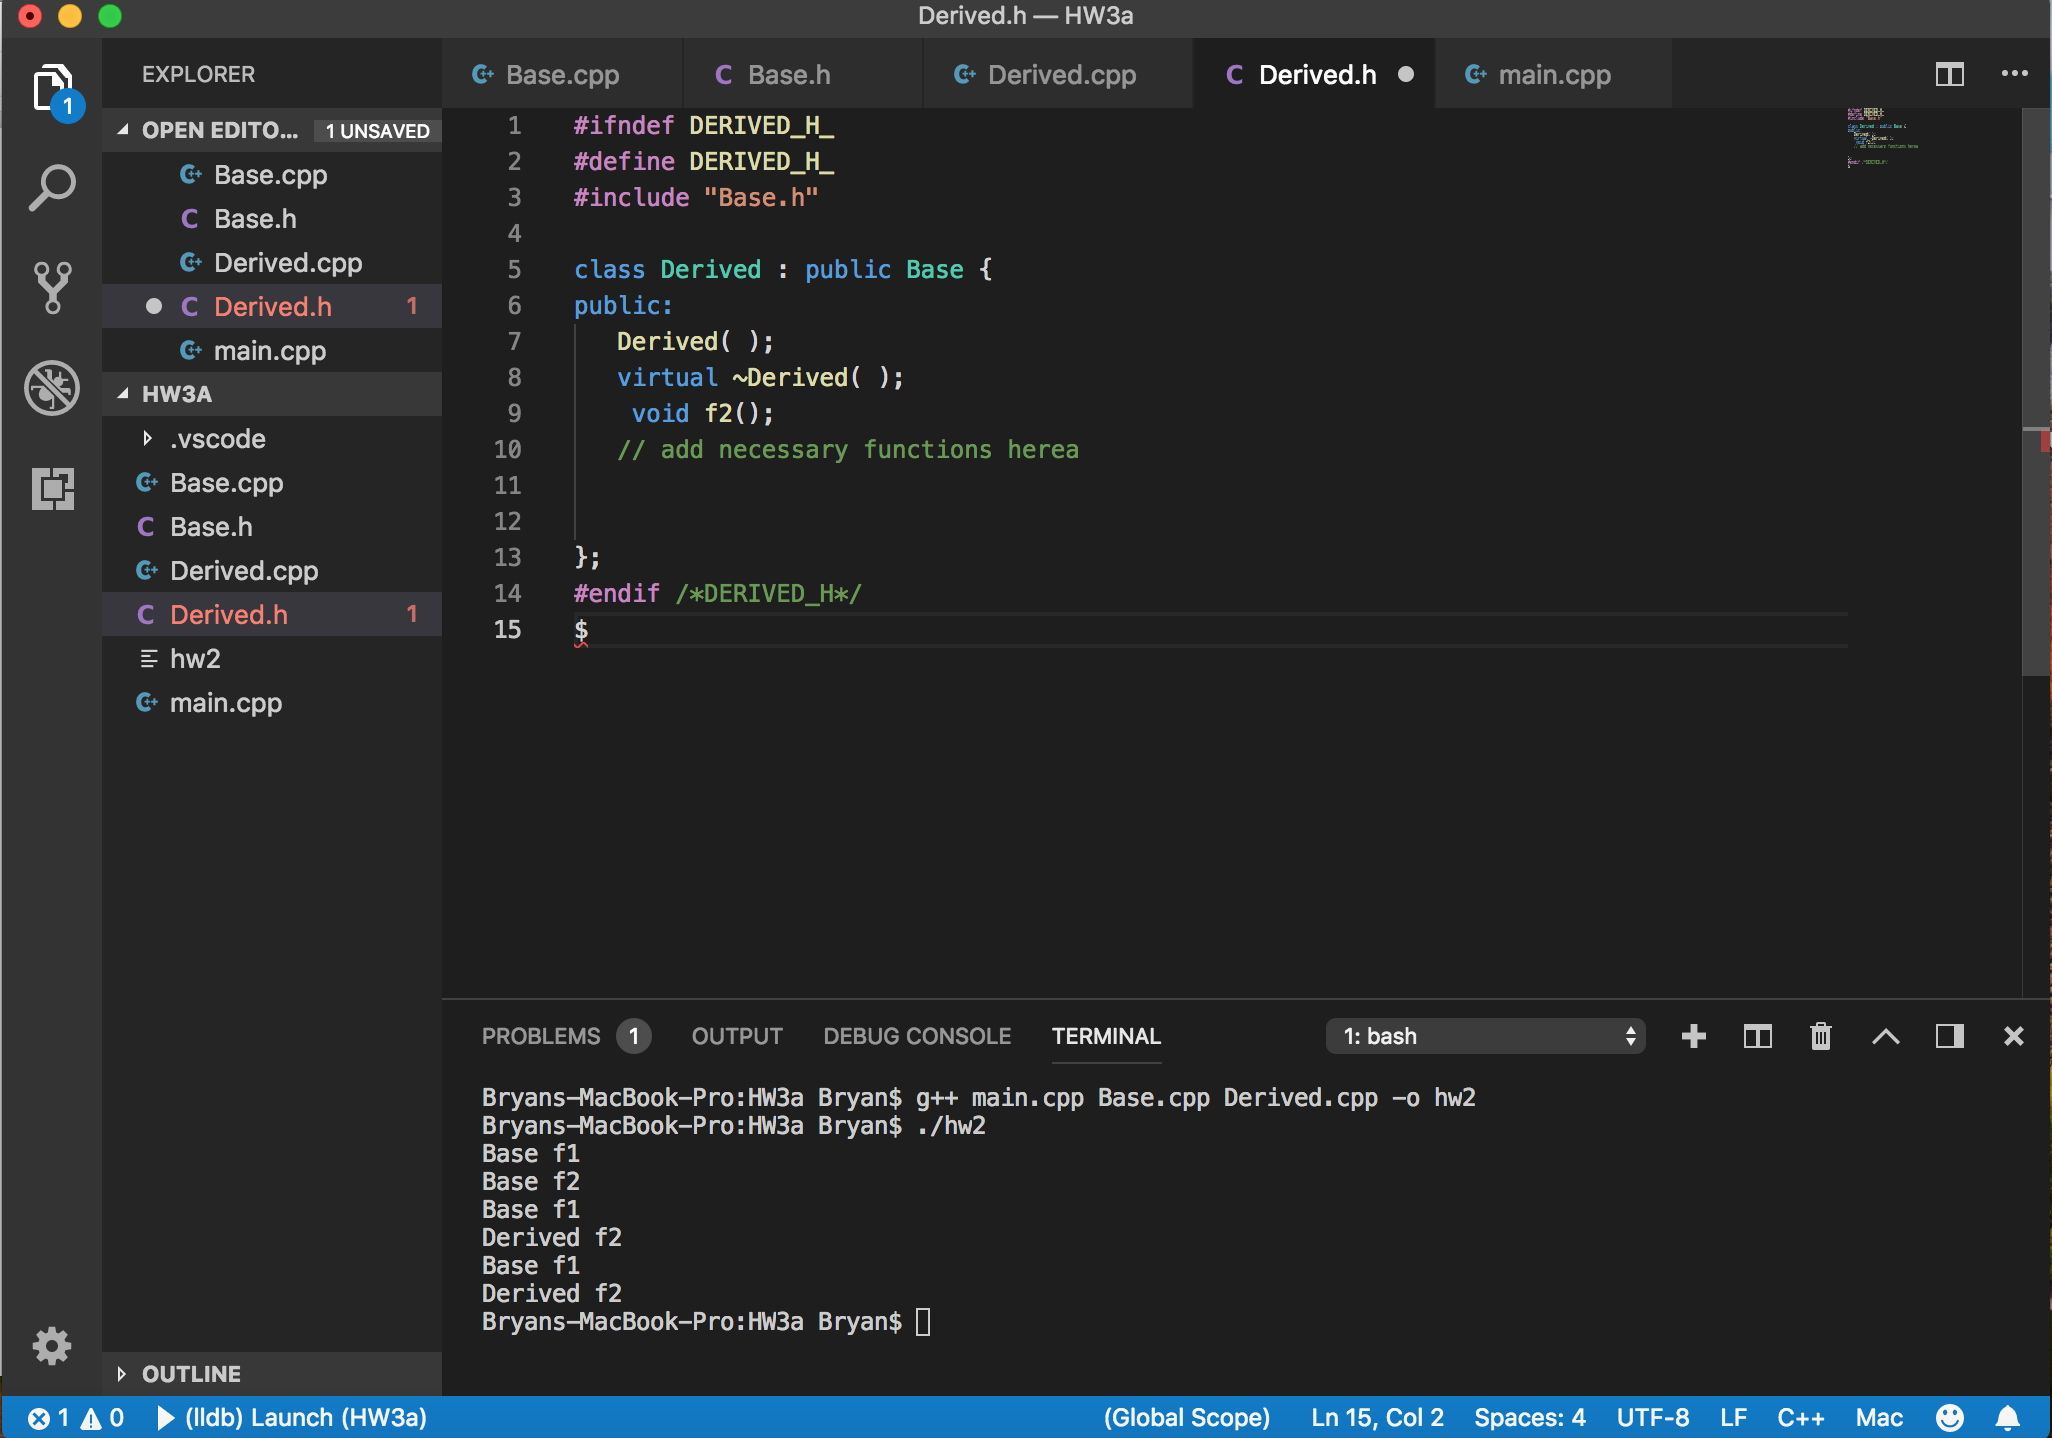 Derived.h — HW3a
EXPLORER
1
OPEN EDITO... 1 UNSAVED
Base.cpp
Base.h
Derived.cpp
Derived.h 1
main.cpp
HW3A
.vscode
Base.cpp
Base.h
Derived.cpp
Derived.h 1
hw2
main.cpp
OUTLINE
Base.cpp Base.h Derived.cpp Derived.h main.cpp
1 #ifndef DERIVED_H_
2 #define DERIVED_H_
3 #include "Base.h"
4
5 class Derived : public Base {
6 public:
7 Derived( );
8 virtual ~Derived( );
9 void f2();
10 // add necessary functions herea
11
12
13 };
14 #endif /*DERIVED_H*/
15 $
PROBLEMS 1 OUTPUT DEBUG CONSOLE TERMINAL 1: bash
Bryans-MacBook-Pro:HW3a Bryan$ g++ main.cpp Base.cpp Derived.cpp -o hw2
Bryans-MacBook-Pro:HW3a Bryan$ ./hw2
Base f1
Base f2
Base f1
Derived f2
Base f1
Derived f2
Bryans-MacBook-Pro:HW3a Bryan$
1 0 (lldb) Launch (HW3a) (Global Scope) Ln 15, Col 2 Spaces: 4 UTF-8 LF C++ Mac